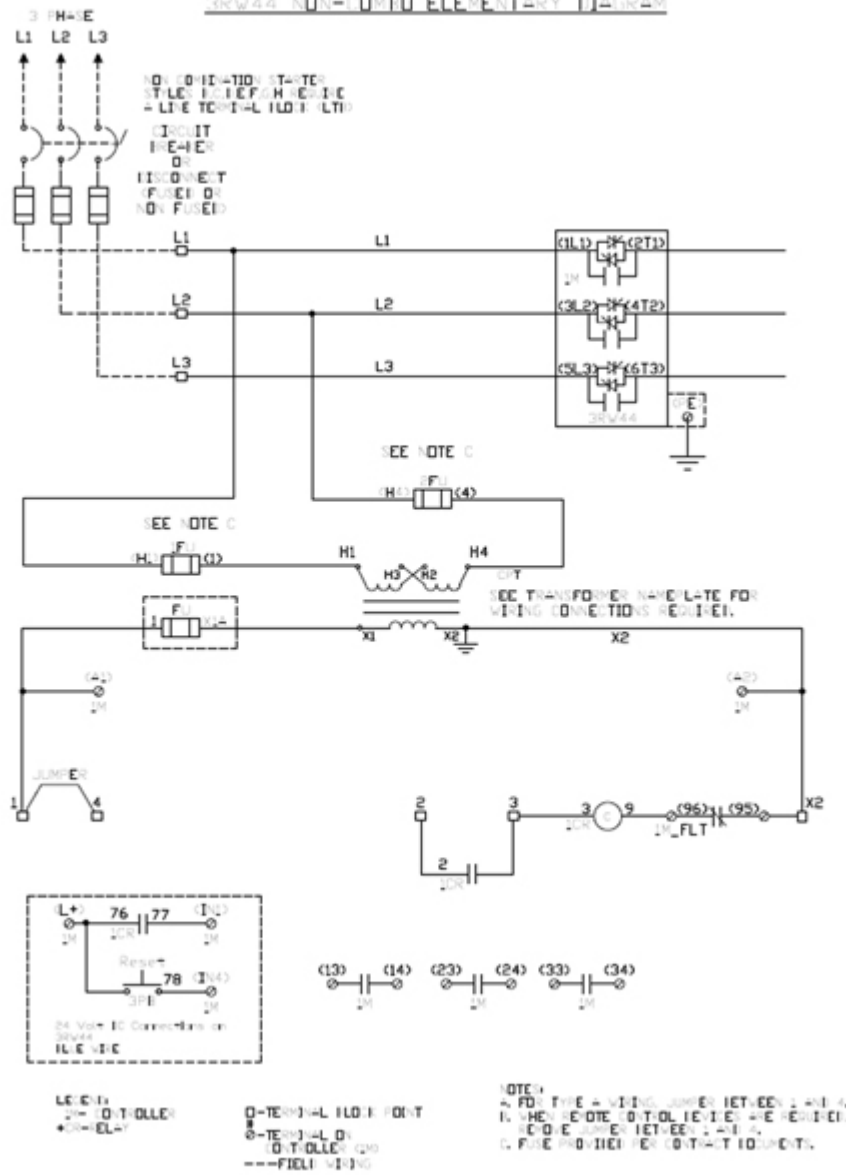 3RW44 NON-COMBO ELEMENTARY DIAGRAM
3 PHASE
L1 L2 L3
NON COMBINATION STARTER
STYLES REQUIRE
A LINE TERMINAL BLOCK (LTB)
CIRCUIT
BREAKER
OR
DISCONNECT
(FUSED OR
NON FUSED)
L1 L1 (1L1) (2T1)
1M
L2 L2 (3L2) (4T2)
L3 L3 (5L3) (6T3)
3RW44
(PE)
SEE NOTE C
2FU
(H4) (4)
SEE NOTE C
1FU
(H1) (1)
H1 H3 H2 H4
CPT
SEE TRANSFORMER NAMEPLATE FOR
WIRING CONNECTIONS REQUIRED.
FU
1 X1A
X1 X2 X2
(A1) (A2)
1M 1M
JUMPER
1 4 2 3 3 C 9 (96) (95) X2
1CR 1M_FLT
2
1CR
(L+) 76 77 (IN1)
1M 1CR 1M
Reset
78 (IN4)
3PB 1M
24 Volt DC Connections on
3RW44
BLUE WIRE
(13) (14) (23) (24) (33) (34)
1M 1M 1M
LEGEND:
1M- CONTROLLER
CR-RELAY
-TERMINAL BLOCK POINT
-TERMINAL ON
CONTROLLER (1M)
----FIELD WIRING
NOTES:
A. FOR TYPE A WIRING, JUMPER BETWEEN 1 AND 4.
B. WHEN REMOTE CONTROL DEVICES ARE REQUIRED,
REMOVE JUMPER BETWEEN 1 AND 4.
C. FUSE PROVIDED PER CONTRACT DOCUMENTS.